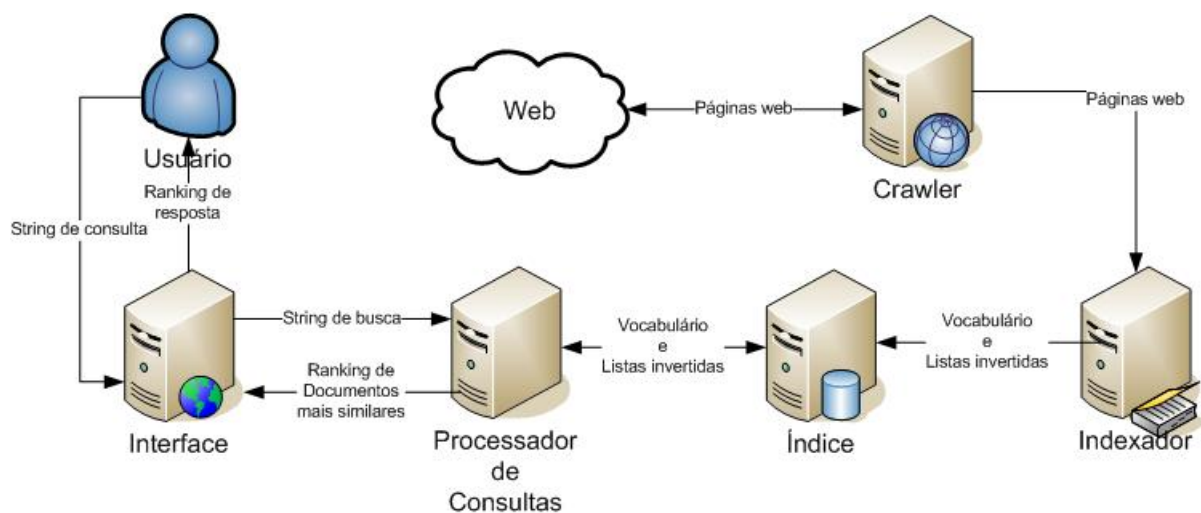 Web
Páginas web
Páginas web
Usuário
Crawler
Ranking de
resposta
String de consulta
String de busca
Vocabulário
e
Listas invertidas
Vocabulário
e
Listas invertidas
Ranking de
Documentos
mais similares
Interface
Processador
de
Consultas
Índice
Indexador